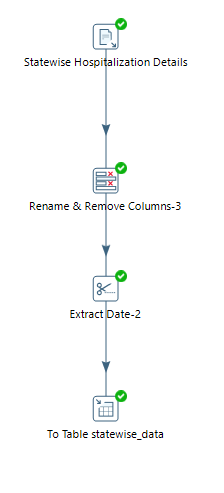 Statewise Hospitalization Details
Rename & Remove Columns-3
Extract Date-2
To Table statewise_data